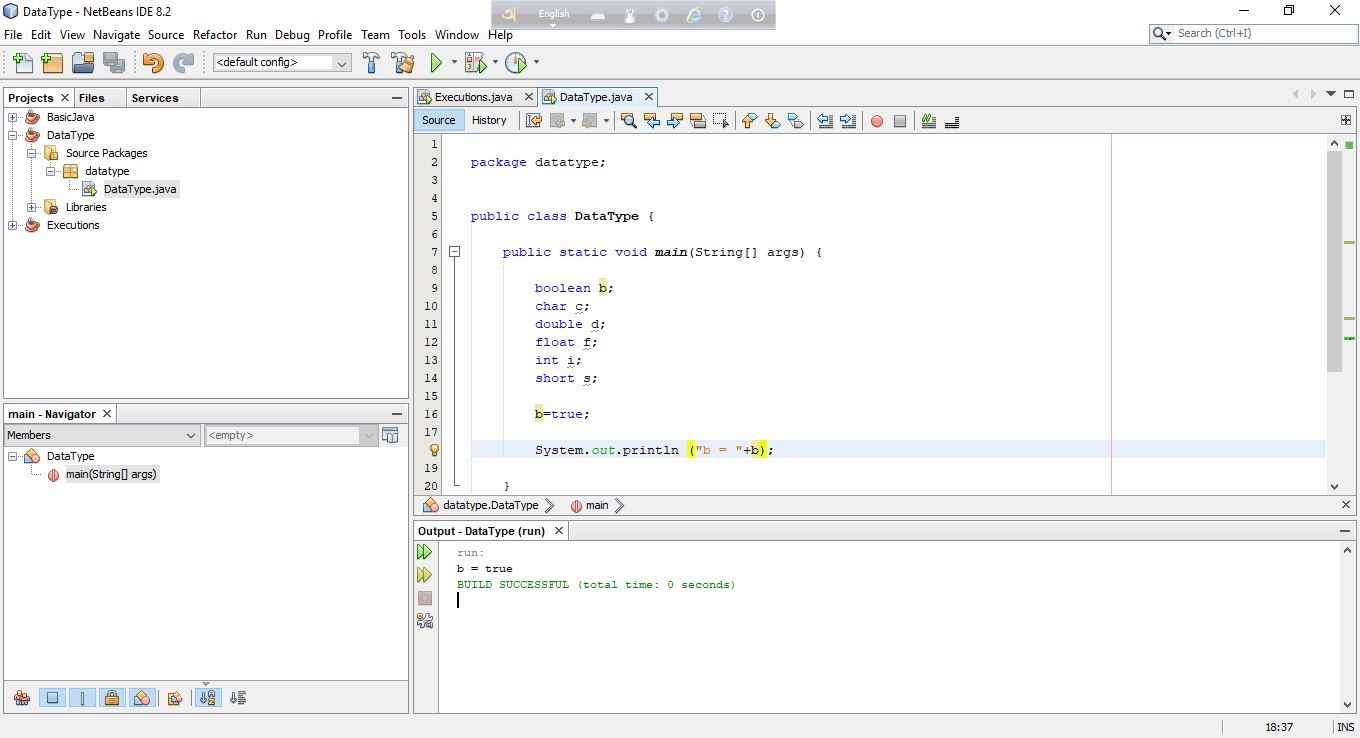 DataType - NetBeans IDE 8.2
অ English
File Edit View Navigate Source Refactor Run Debug Profile Team Tools Window Help
Search (Ctrl+I)
<default config>
Projects Files Services
BasicJava
DataType
Source Packages
datatype
DataType.java
Libraries
Executions
Executions.java DataType.java
Source History
1
2 package datatype;
3
4
5 public class DataType {
6
7 public static void main(String[] args) {
8
9 boolean b;
10 char c;
11 double d;
12 float f;
13 int i;
14 short s;
15
16 b=true;
17
System.out.println ("b = "+b);
19
20 }
datatype.DataType main
main - Navigator
Members <empty>
DataType
main(String[] args)
Output - DataType (run)
run:
b = true
BUILD SUCCESSFUL (total time: 0 seconds)
18:37 INS